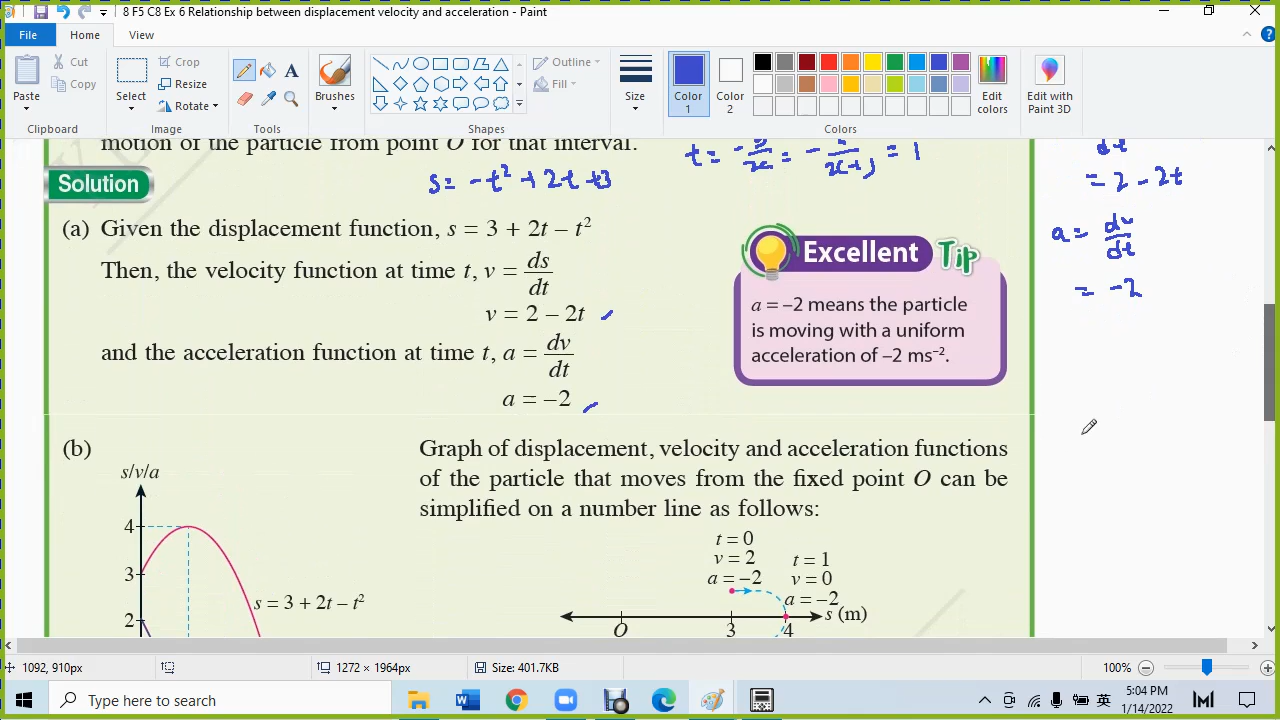 8 F5 C8 Ex 6 Relationship between displacement velocity and acceleration - Paint
File Home View
Paste
Cut
Copy
Clipboard
Select
Crop
Resize
Rotate
Image
A
Tools
Brushes
Shapes
Outline
Fill
Size
Color 1
Color 2
Colors
Edit colors
Edit with Paint 3D
motion of the particle from point O for that interval.
Solution
s = -t² + 2t + 3
= 1
dt
= 2 - 2t
a = dv/dt
= -2
(a) Given the displacement function, s = 3 + 2t – t²
Then, the velocity function at time t, v = ds/dt
v = 2 – 2t
and the acceleration function at time t, a = dv/dt
a = –2
Excellent Tip
a = –2 means the particle
is moving with a uniform
acceleration of –2 ms⁻².
(b)
Graph of displacement, velocity and acceleration functions
of the particle that moves from the fixed point O can be
simplified on a number line as follows:
s/v/a
4
3
2
s = 3 + 2t – t²
t = 0
v = 2
a = –2
t = 1
v = 0
a = –2
s (m)
O 3 4
1092, 910px
1272 × 1964px
Size: 401.7KB
100%
Type here to search
英
5:04 PM
1/14/2022